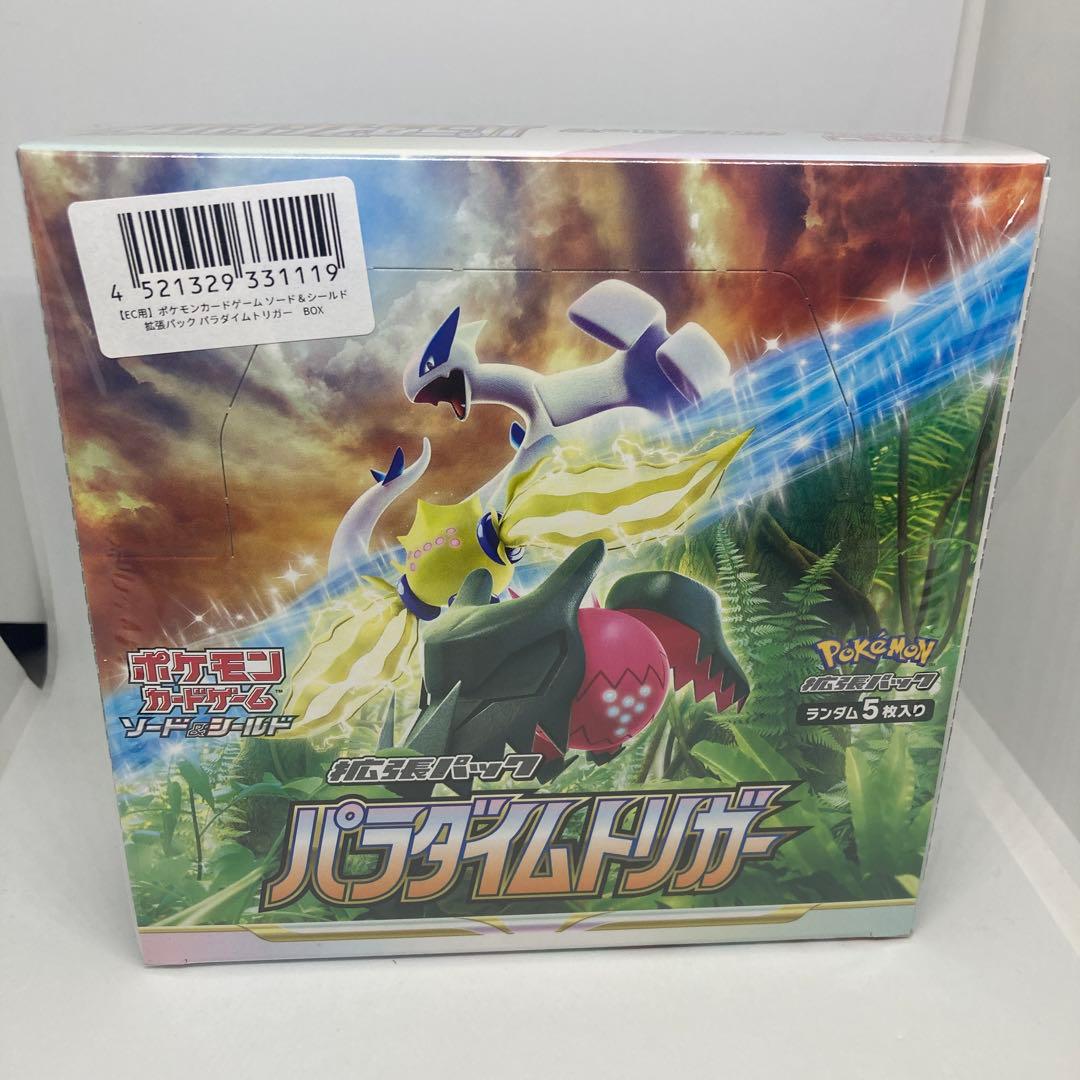 4 521329 331119
【EC用】ポケモンカードゲーム ソード＆シールド
拡張パック パラダイムトリガー BOX
ポケモン
カードゲーム™
ソード&シールド
POKÉMON
拡張パック
ランダム5枚入り
拡張パック
パラダイムトリガー